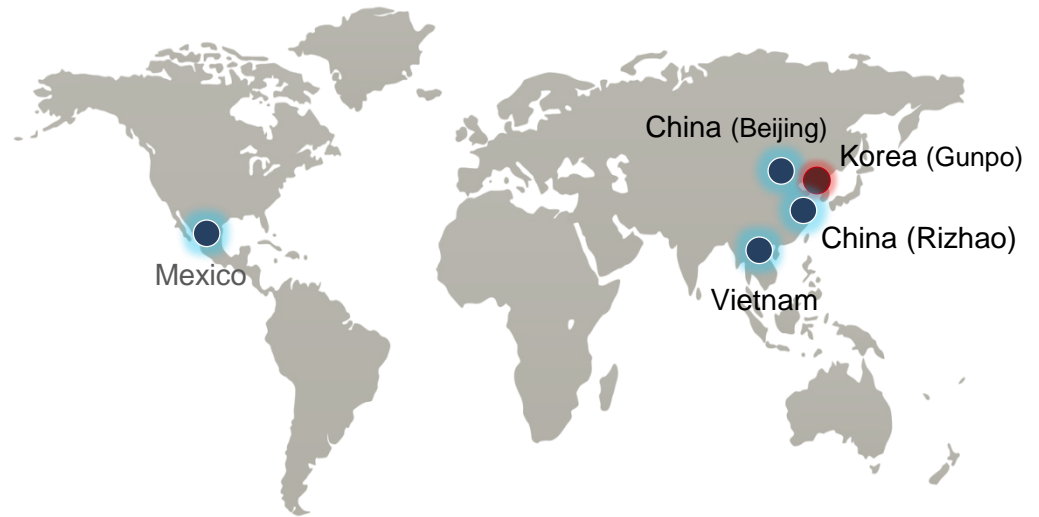 China (Beijing)
Korea (Gunpo)
China (Rizhao)
Mexico
Vietnam